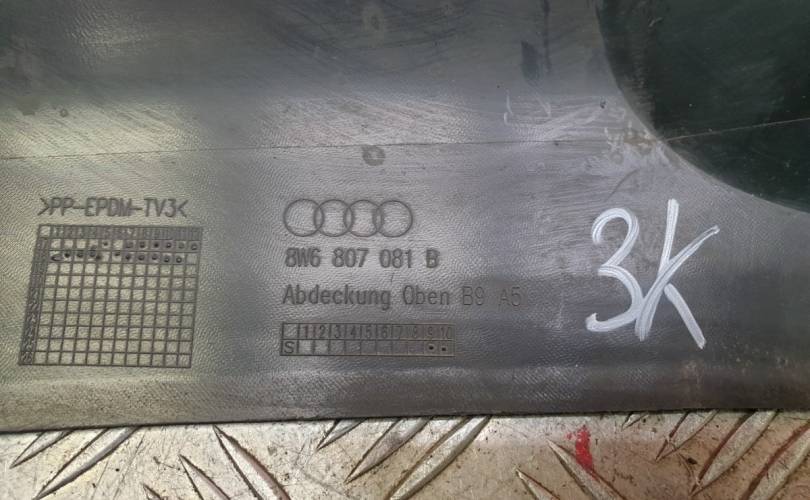 >PP-EPDM-TV3<
8W6 807 081 B
Abdeckung Oben B9 A5
1 2 3 4 5 6 7 8 9 10
S
3K